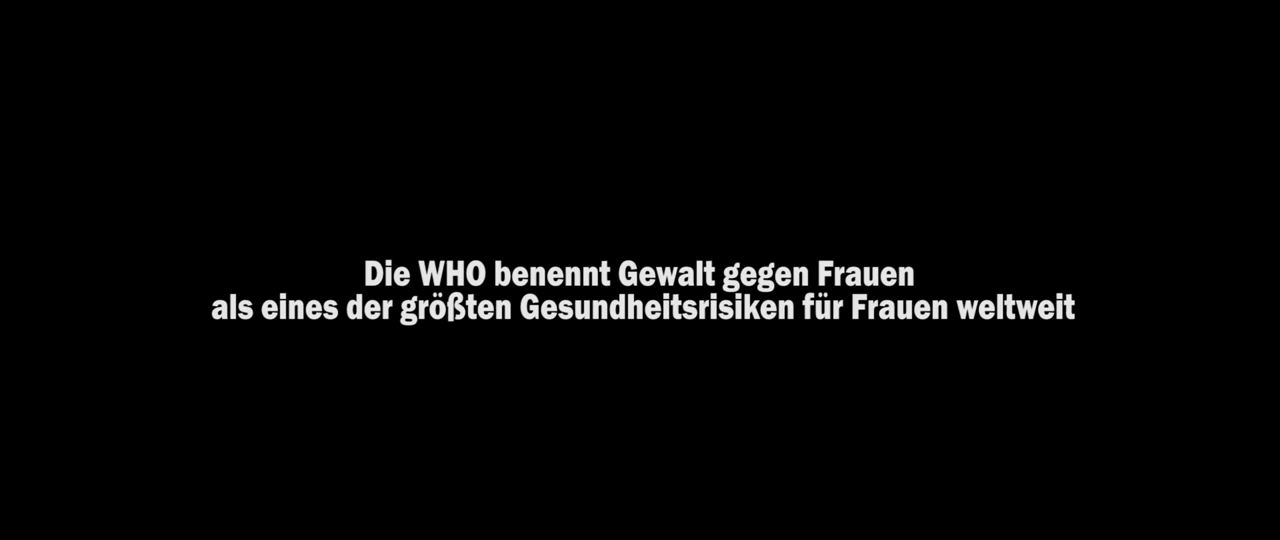 Die WHO benennt Gewalt gegen Frauen
als eines der größten Gesundheitsrisiken für Frauen weltweit